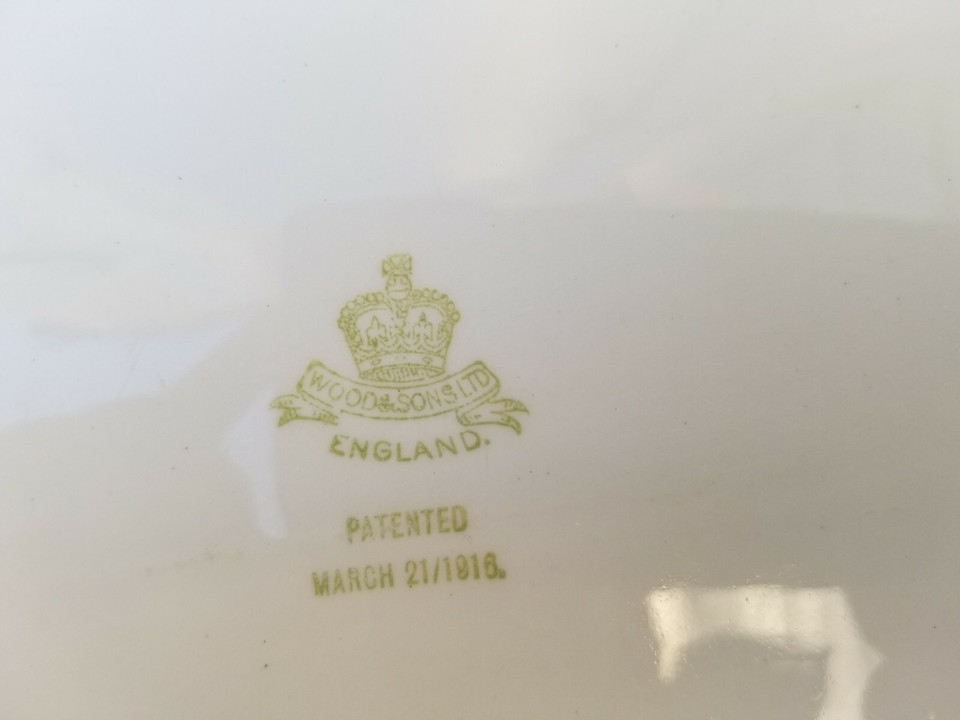 WOOD & SONS LTD
ENGLAND.
PATENTED
MARCH 21/1916.